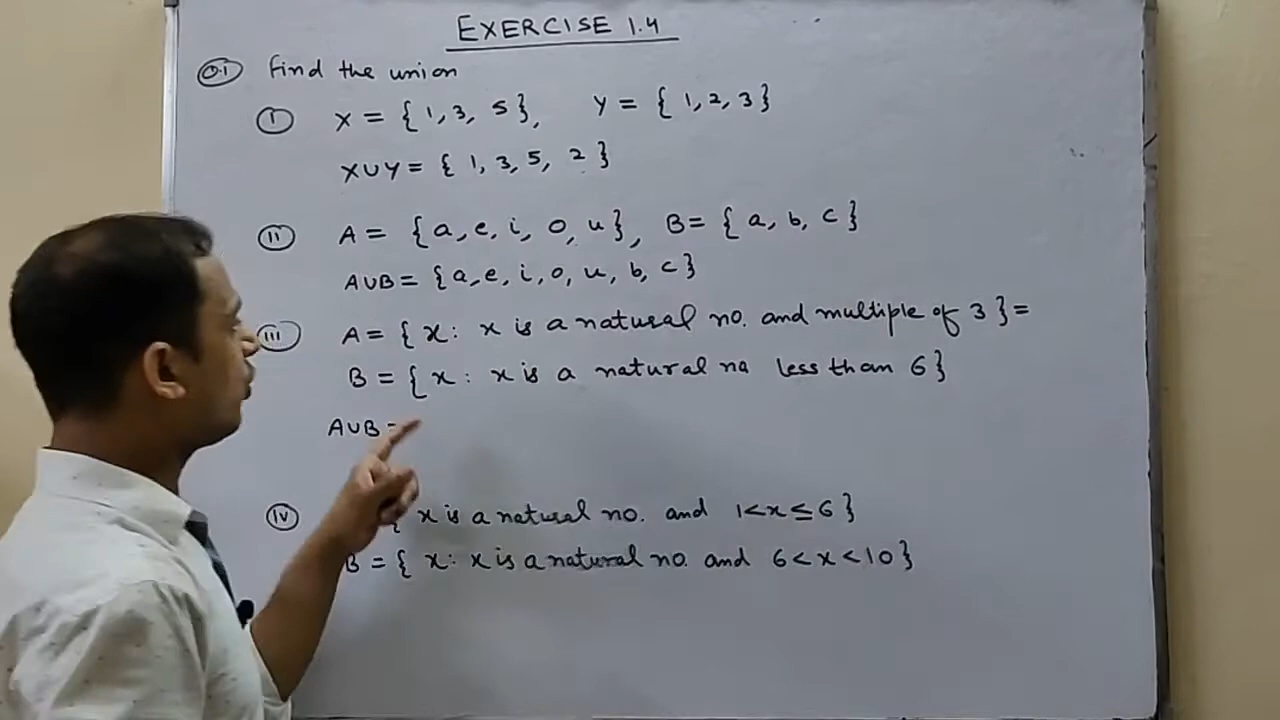 EXERCISE 1.4
Q.1 Find the union
(i) X = { 1, 3, 5 }, Y = { 1, 2, 3 }
X∪Y = { 1, 3, 5, 2 }
(ii) A = { a, e, i, o, u }, B = { a, b, c }
A∪B = { a, e, i, o, u, b, c }
(iii) A = { x : x is a natural no. and multiple of 3 } =
B = { x : x is a natural no less than 6 }
A∪B =
(iv) { x is a natural no. and 1 < x ≤ 6 }
B = { x : x is a natural no. and 6 < x < 10 }